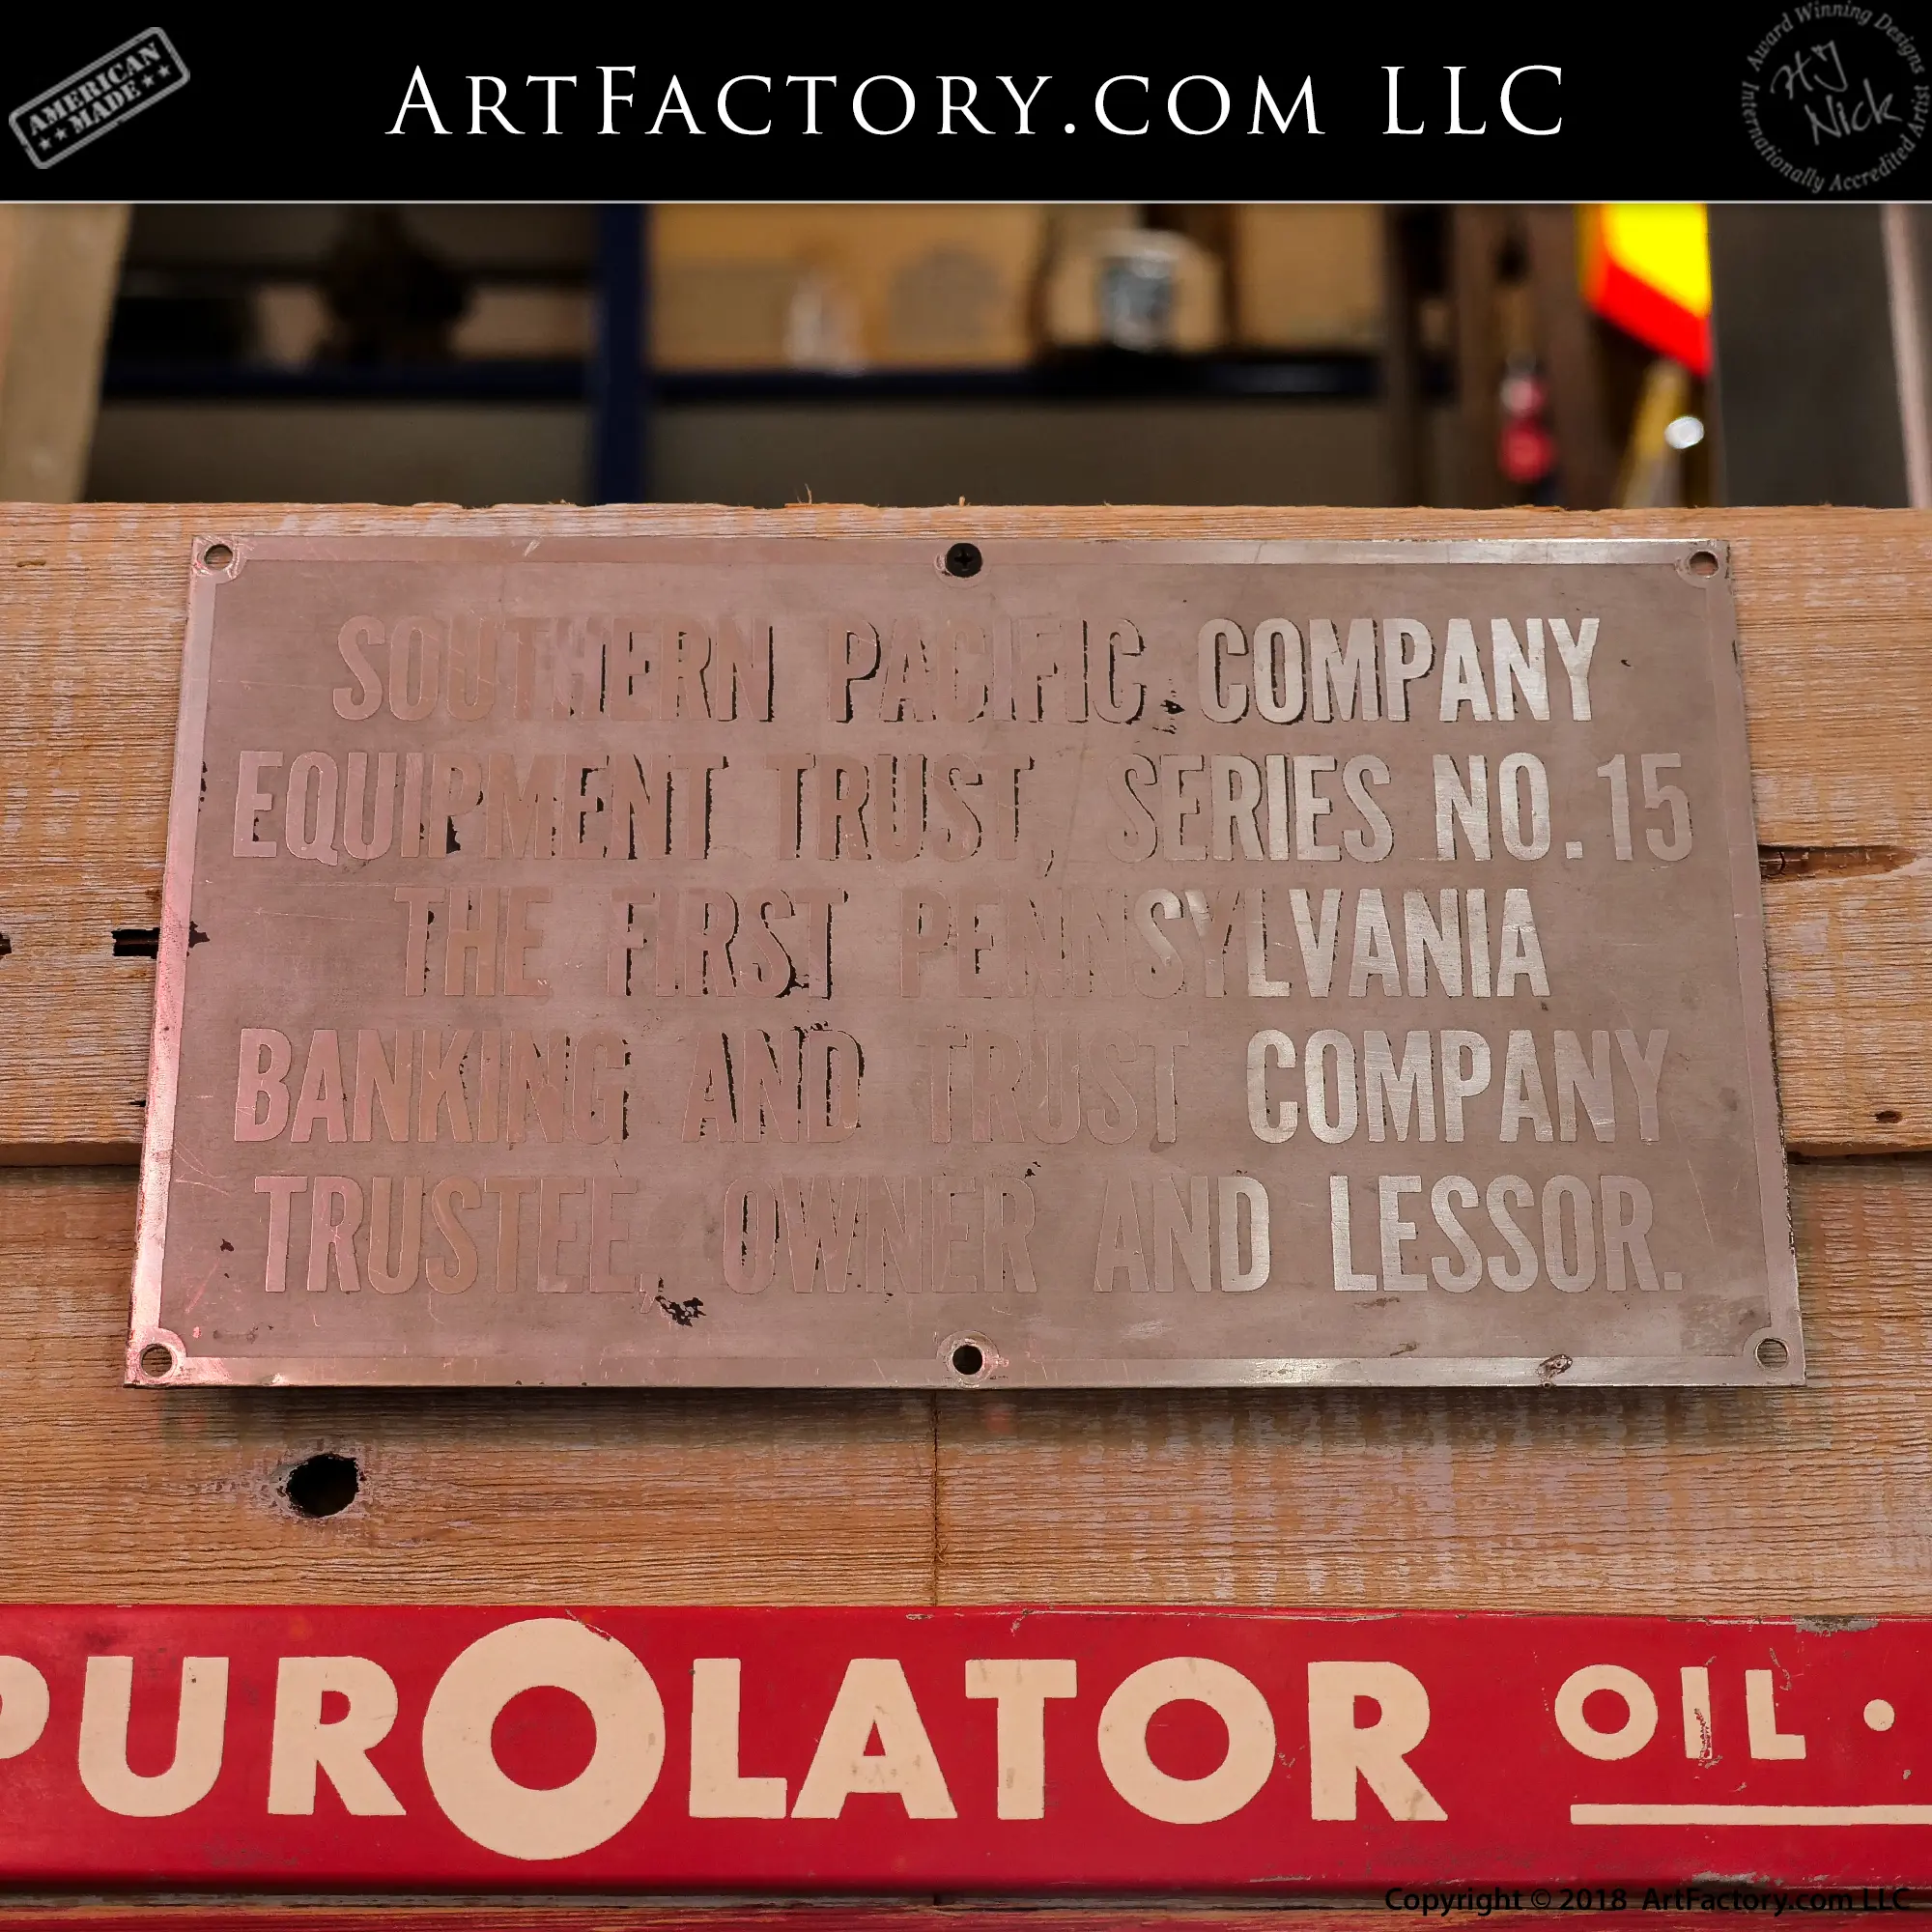 AMERICAN
MADE
ARTFACTORY.COM LLC
Award Winning Designs
HJ
Nick
Internationally Accredited Artist
SOUTHERN PACIFIC COMPANY
EQUIPMENT TRUST, SERIES NO. 15
THE FIRST PENNSYLVANIA
BANKING AND TRUST COMPANY
TRUSTEE, OWNER AND LESSOR.
PUROLATOR OIL •
Copyright © 2018 ArtFactory.com LLC